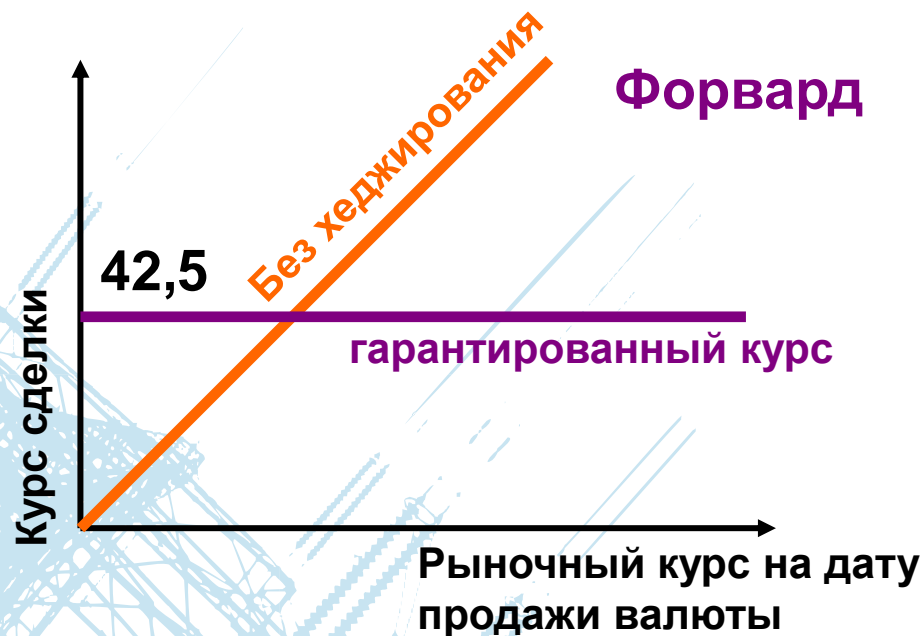 Форвард
Без хеджирования
42,5
гарантированный курс
Курс сделки
Рыночный курс на дату
продажи валюты